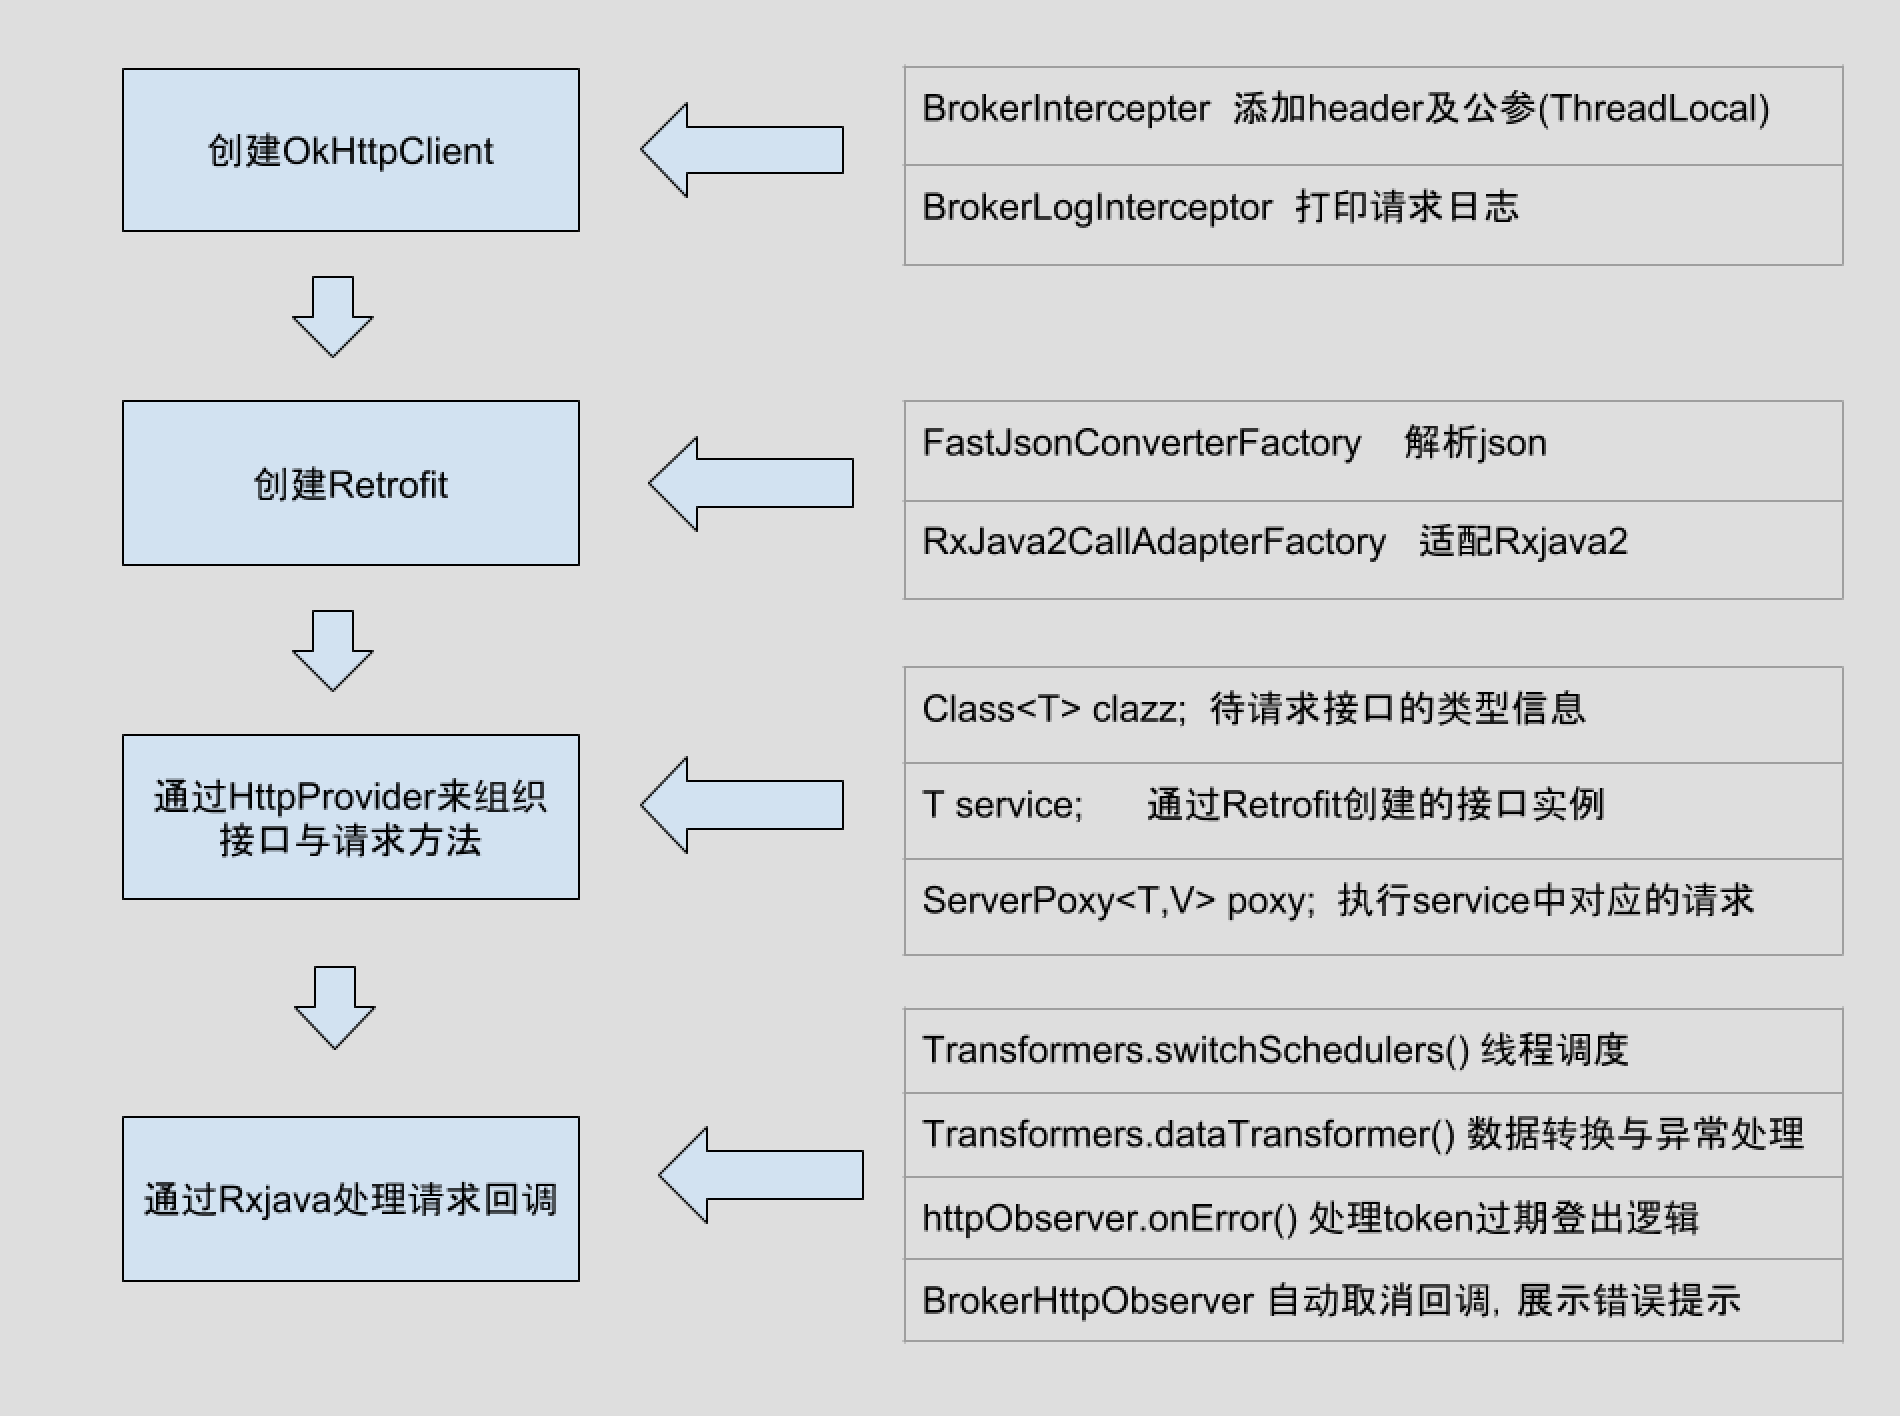 创建OkHttpClient
BrokerIntercepter 添加header及公参(ThreadLocal)
BrokerLogInterceptor 打印请求日志
创建Retrofit
FastJsonConverterFactory 解析json
RxJava2CallAdapterFactory 适配Rxjava2
通过HttpProvider来组织
接口与请求方法
Class<T> clazz; 待请求接口的类型信息
T service; 通过Retrofit创建的接口实例
ServerPoxy<T,V> poxy; 执行service中对应的请求
通过Rxjava处理请求回调
Transformers.switchSchedulers() 线程调度
Transformers.dataTransformer() 数据转换与异常处理
httpObserver.onError() 处理token过期登出逻辑
BrokerHttpObserver 自动取消回调, 展示错误提示